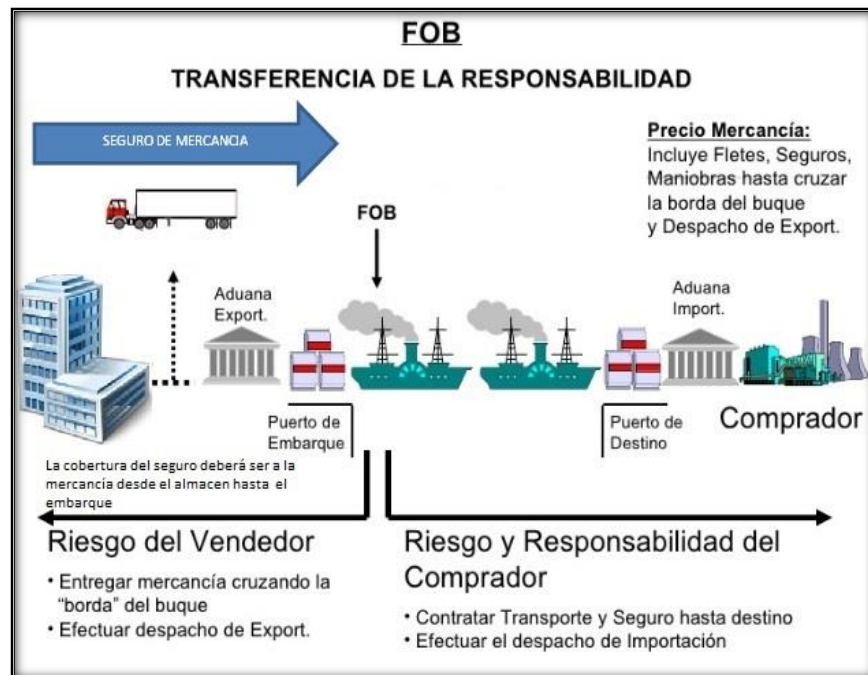 FOB
TRANSFERENCIA DE LA RESPONSABILIDAD
SEGURO DE MERCANCIA
Precio Mercancía:
Incluye Fletes, Seguros,
Maniobras hasta cruzar
la borda del buque
y Despacho de Export.
FOB
Aduana
Export.
Aduana
Import.
Puerto de
Embarque
Puerto de
Destino
Comprador
La cobertura del seguro deberá ser a la
mercancía desde el almacen hasta el
embarque
Riesgo del Vendedor
• Entregar mercancía cruzando la
"borda" del buque
• Efectuar despacho de Export.
Riesgo y Responsabilidad del
Comprador
• Contratar Transporte y Seguro hasta destino
• Efectuar el despacho de Importación